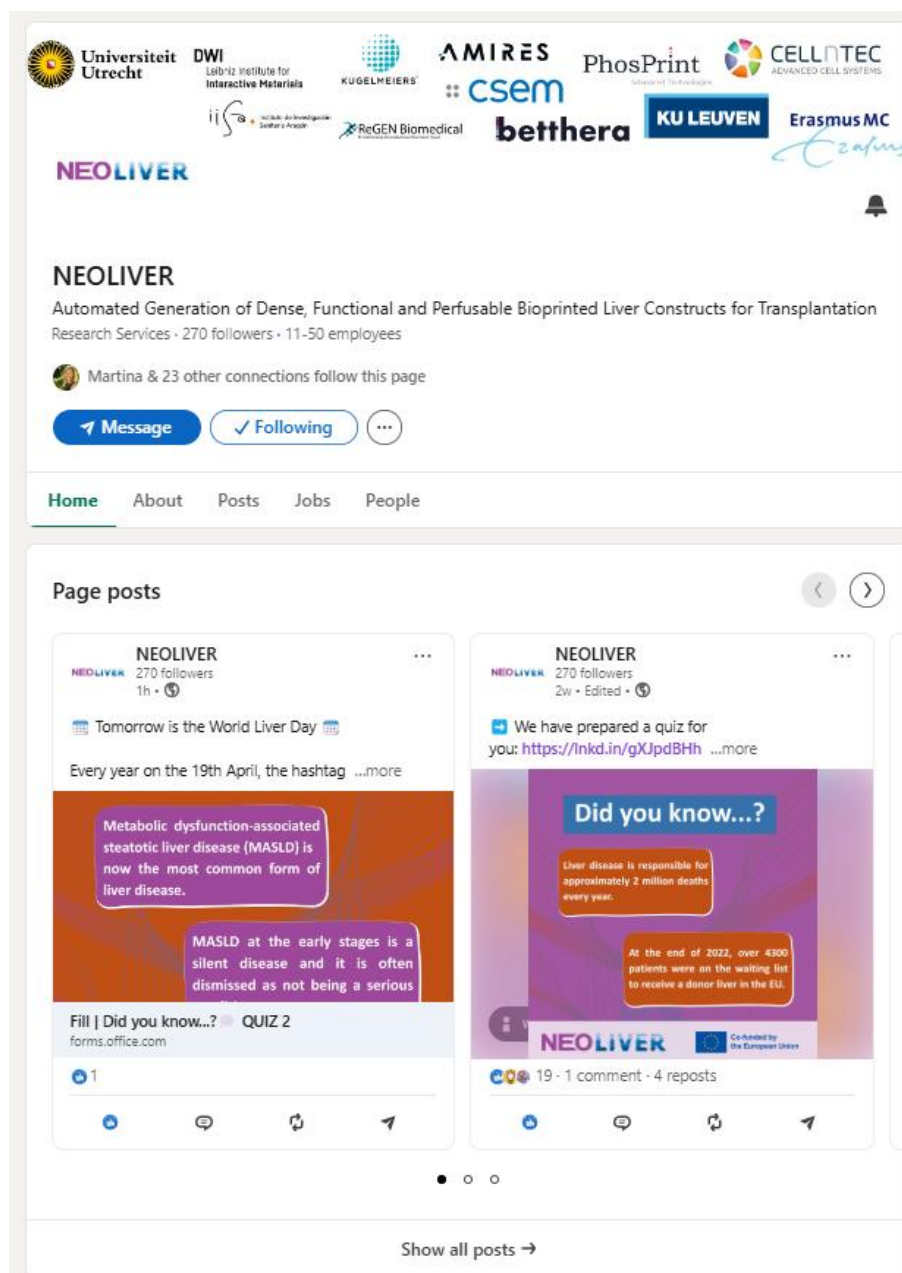 Universiteit
Utrecht
DWI
Leibniz Institute for
Interactive Materials
KUGELMEIERS
AMIRES
:: csem
PhosPrint
CELLNTEC
ADVANCED CELL SYSTEMS
iis
Instituto de Investigación
Sanitaria Aragón
ReGEN Biomedical
betthera
KU LEUVEN
Erasmus MC
Erasmus
NEOLIVER
NEOLIVER
Automated Generation of Dense, Functional and Perfusable Bioprinted Liver Constructs for Transplantation
Research Services · 270 followers · 11-50 employees
Martina & 23 other connections follow this page
Message
Following
Home About Posts Jobs People
Page posts
NEOLIVER
NEOLIVER
270 followers
1h •
Tomorrow is the World Liver Day
Every year on the 19th April, the hashtag ...more
Metabolic dysfunction-associated
steatotic liver disease (MASLD) is
now the most common form of
liver disease.
MASLD at the early stages is a
silent disease and it is often
dismissed as not being a serious
Fill | Did you know...? QUIZ 2
forms.office.com
1
NEOLIVER
NEOLIVER
270 followers
2w • Edited •
We have prepared a quiz for
you: https://lnkd.in/gXJpdBHh ...more
Did you know...?
Liver disease is responsible for
approximately 2 million deaths
every year.
At the end of 2022, over 4300
patients were on the waiting list
to receive a donor liver in the EU.
NEOLIVER
Co-funded by
the European Union
19 · 1 comment · 4 reposts
Show all posts →